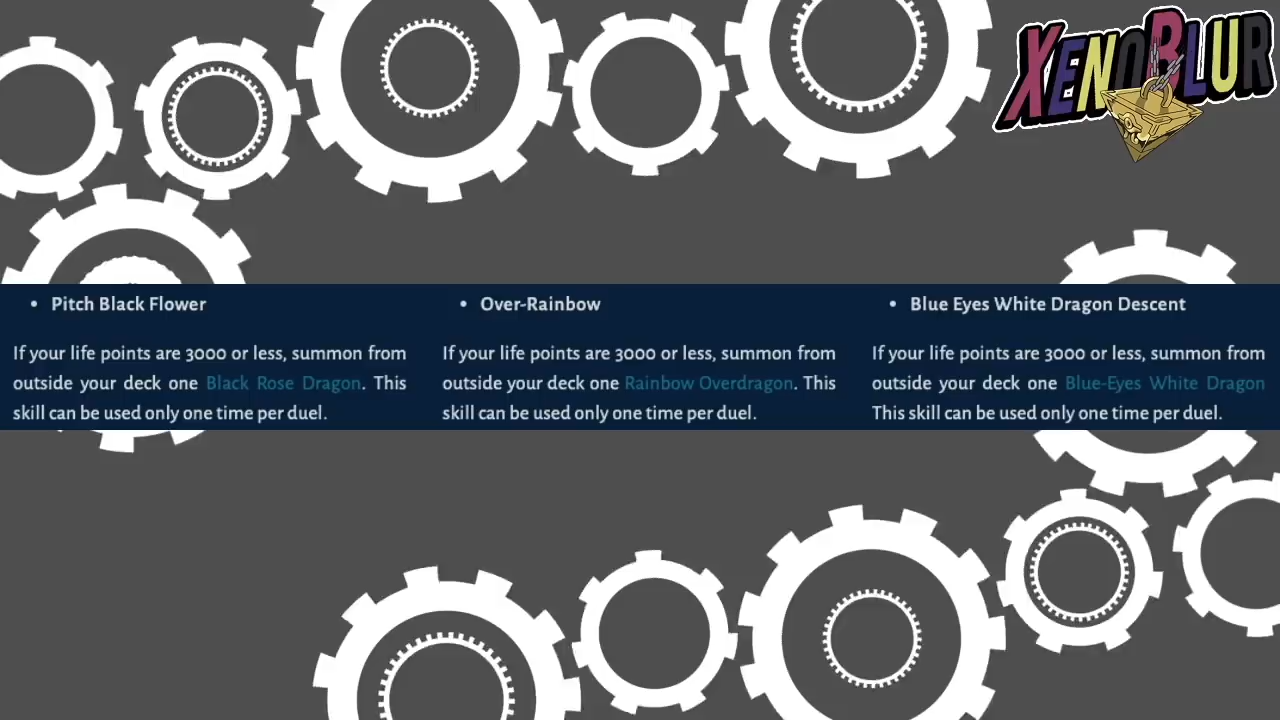 XENOBLUR
• Pitch Black Flower
If your life points are 3000 or less, summon from
outside your deck one Black Rose Dragon. This
skill can be used only one time per duel.
• Over-Rainbow
If your life points are 3000 or less, summon from
outside your deck one Rainbow Overdragon. This
skill can be used only one time per duel.
• Blue Eyes White Dragon Descent
If your life points are 3000 or less, summon from
outside your deck one Blue-Eyes White Dragon
This skill can be used only one time per duel.